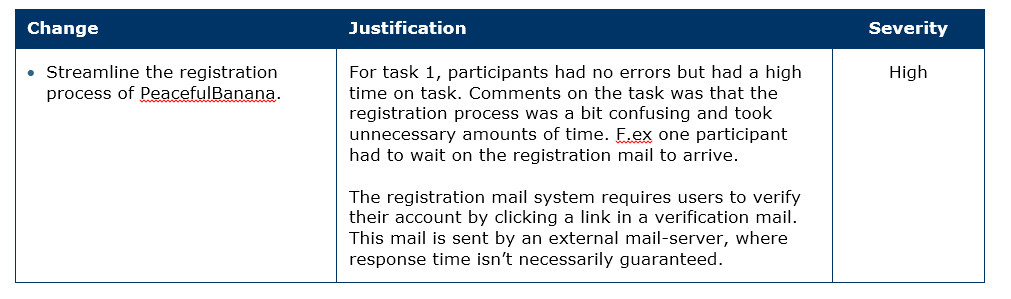 Change Justification Severity
• Streamline the registration
process of PeacefulBanana.
For task 1, participants had no errors but had a high
time on task. Comments on the task was that the
registration process was a bit confusing and took
unnecessary amounts of time. F.ex one participant
had to wait on the registration mail to arrive.
The registration mail system requires users to verify
their account by clicking a link in a verification mail.
This mail is sent by an external mail-server, where
response time isn’t necessarily guaranteed.
High